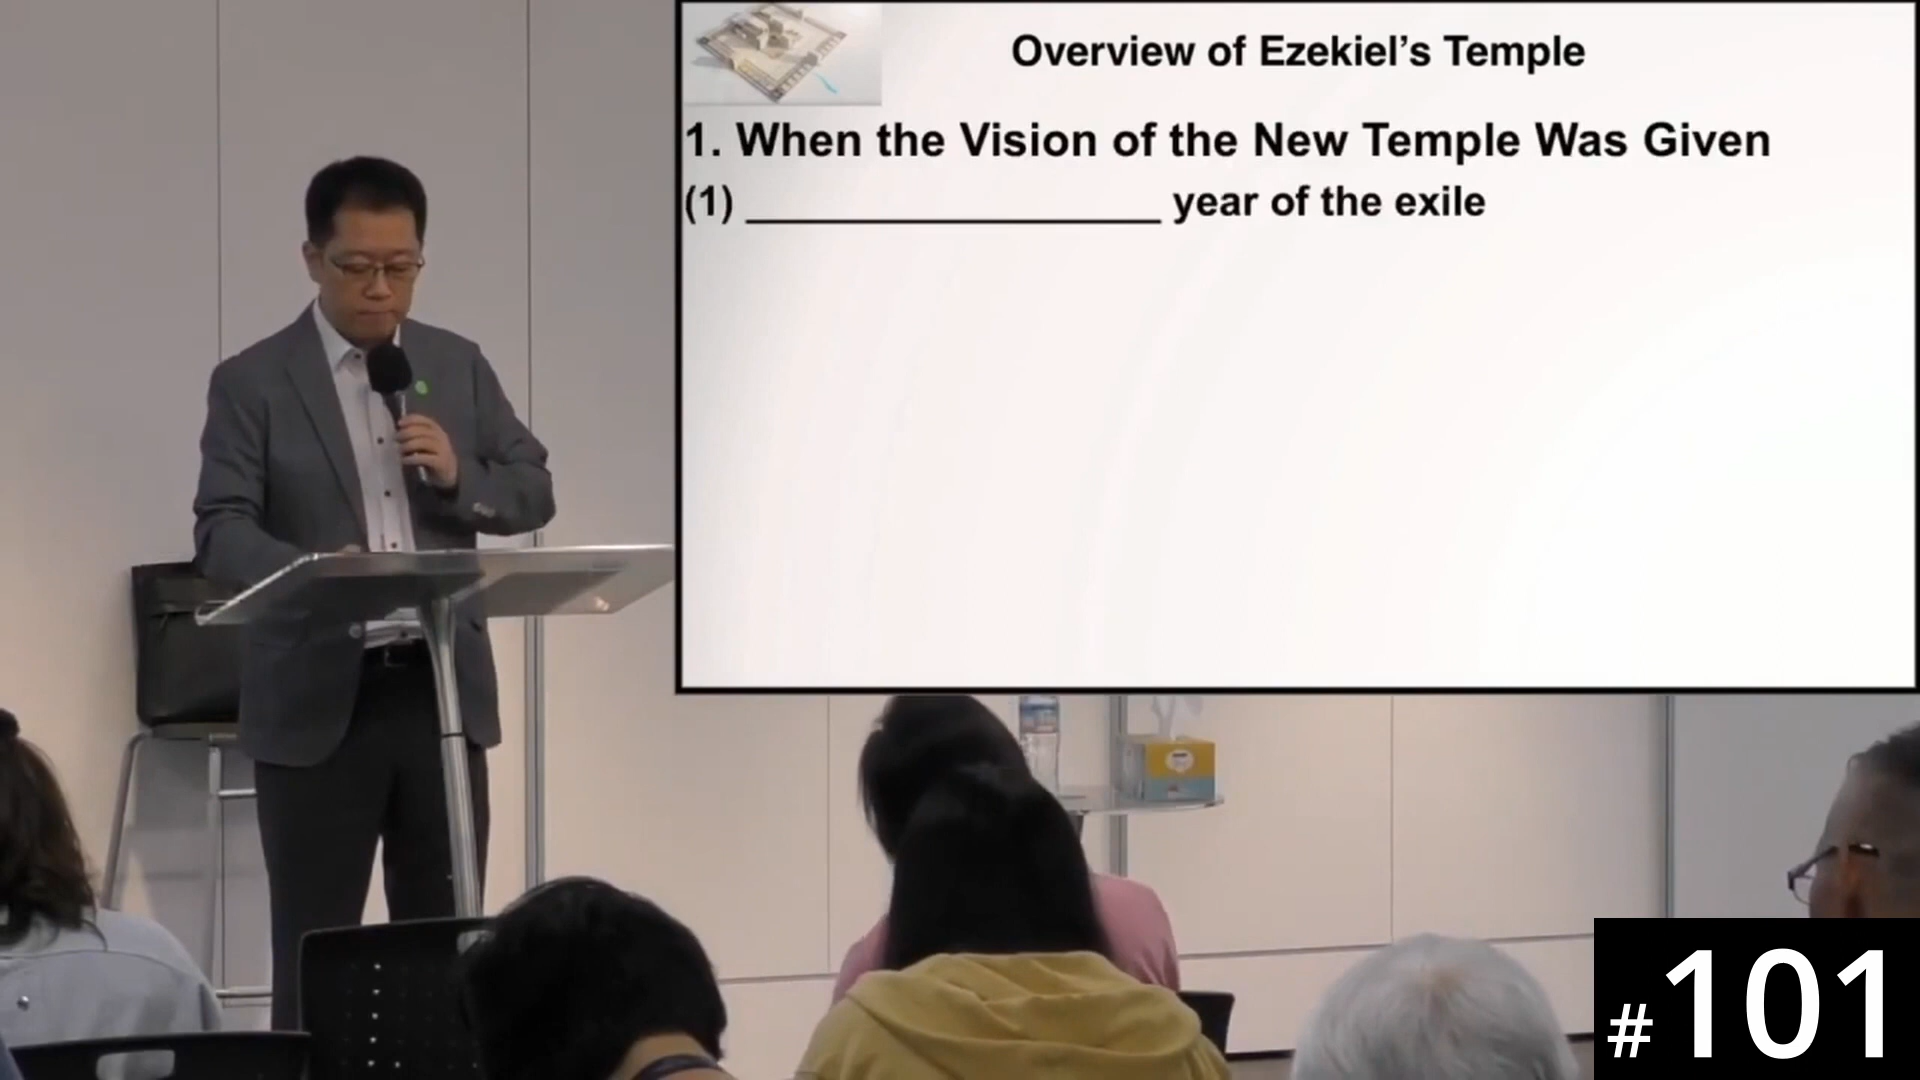 Overview of Ezekiel’s Temple
1. When the Vision of the New Temple Was Given
(1) __________________ year of the exile
#101